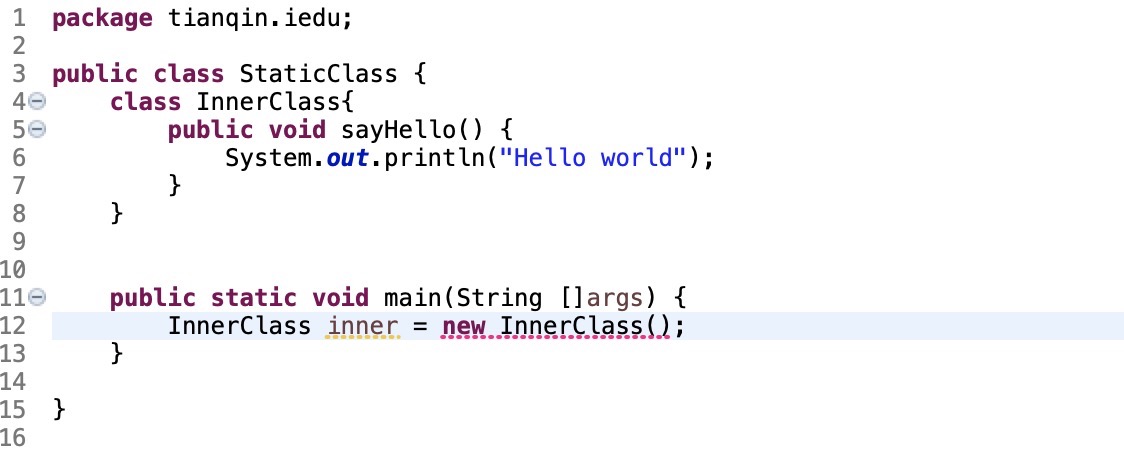 1 package tianqin.iedu;
2
3 public class StaticClass {
4     class InnerClass{
5         public void sayHello() {
6             System.out.println("Hello world");
7         }
8     }
9
10
11     public static void main(String []args) {
12         InnerClass inner = new InnerClass();
13     }
14
15 }
16